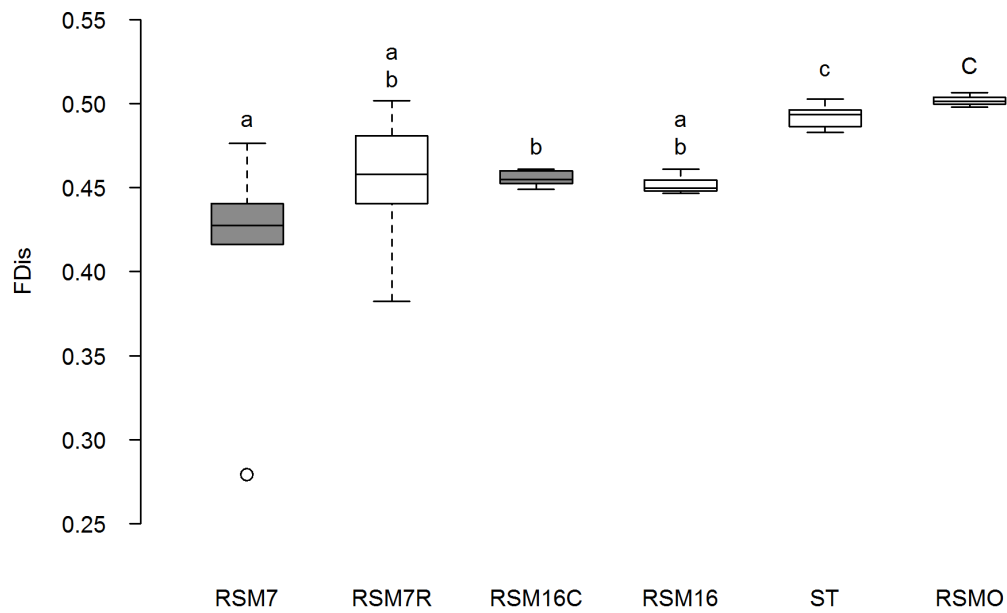 0.55
0.50
0.45
0.40
0.35
0.30
0.25
FDis
a
a
b
b
a
b
c
C
RSM7
RSM7R
RSM16C
RSM16
ST
RSMO